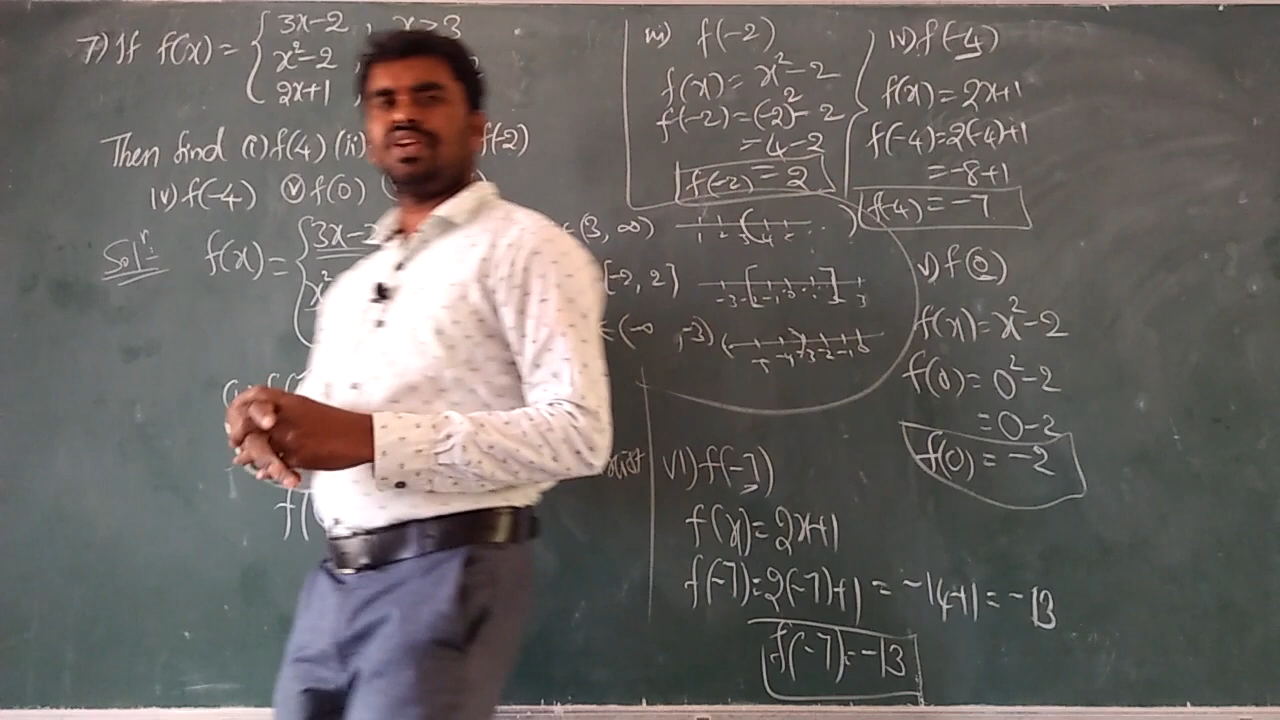 7) If f(x) = { 3x-2 , x>3
x²-2
2x+1 ,
Then find (i) f(4) (ii) f(2)
iv) f(-4) (v) f(0)
Solⁿ f(x) = { 3x-2 (3, ∞)
x² [-2, 2]
(-∞, -3)
f(
iii) f(-2)
f(x) = x²-2
f(-2) = (-2)²-2
= 4-2
f(-2) = 2
iv) f(-4)
f(x) = 2x+1
f(-4) = 2(-4)+1
= -8+1
f(-4) = -7
v) f(0)
f(x) = x²-2
f(0) = 0²-2
= 0-2
f(0) = -2
vi) f(-7)
f(x) = 2x+1
f(-7) = 2(-7)+1 = -14+1 = -13
f(-7) = -13